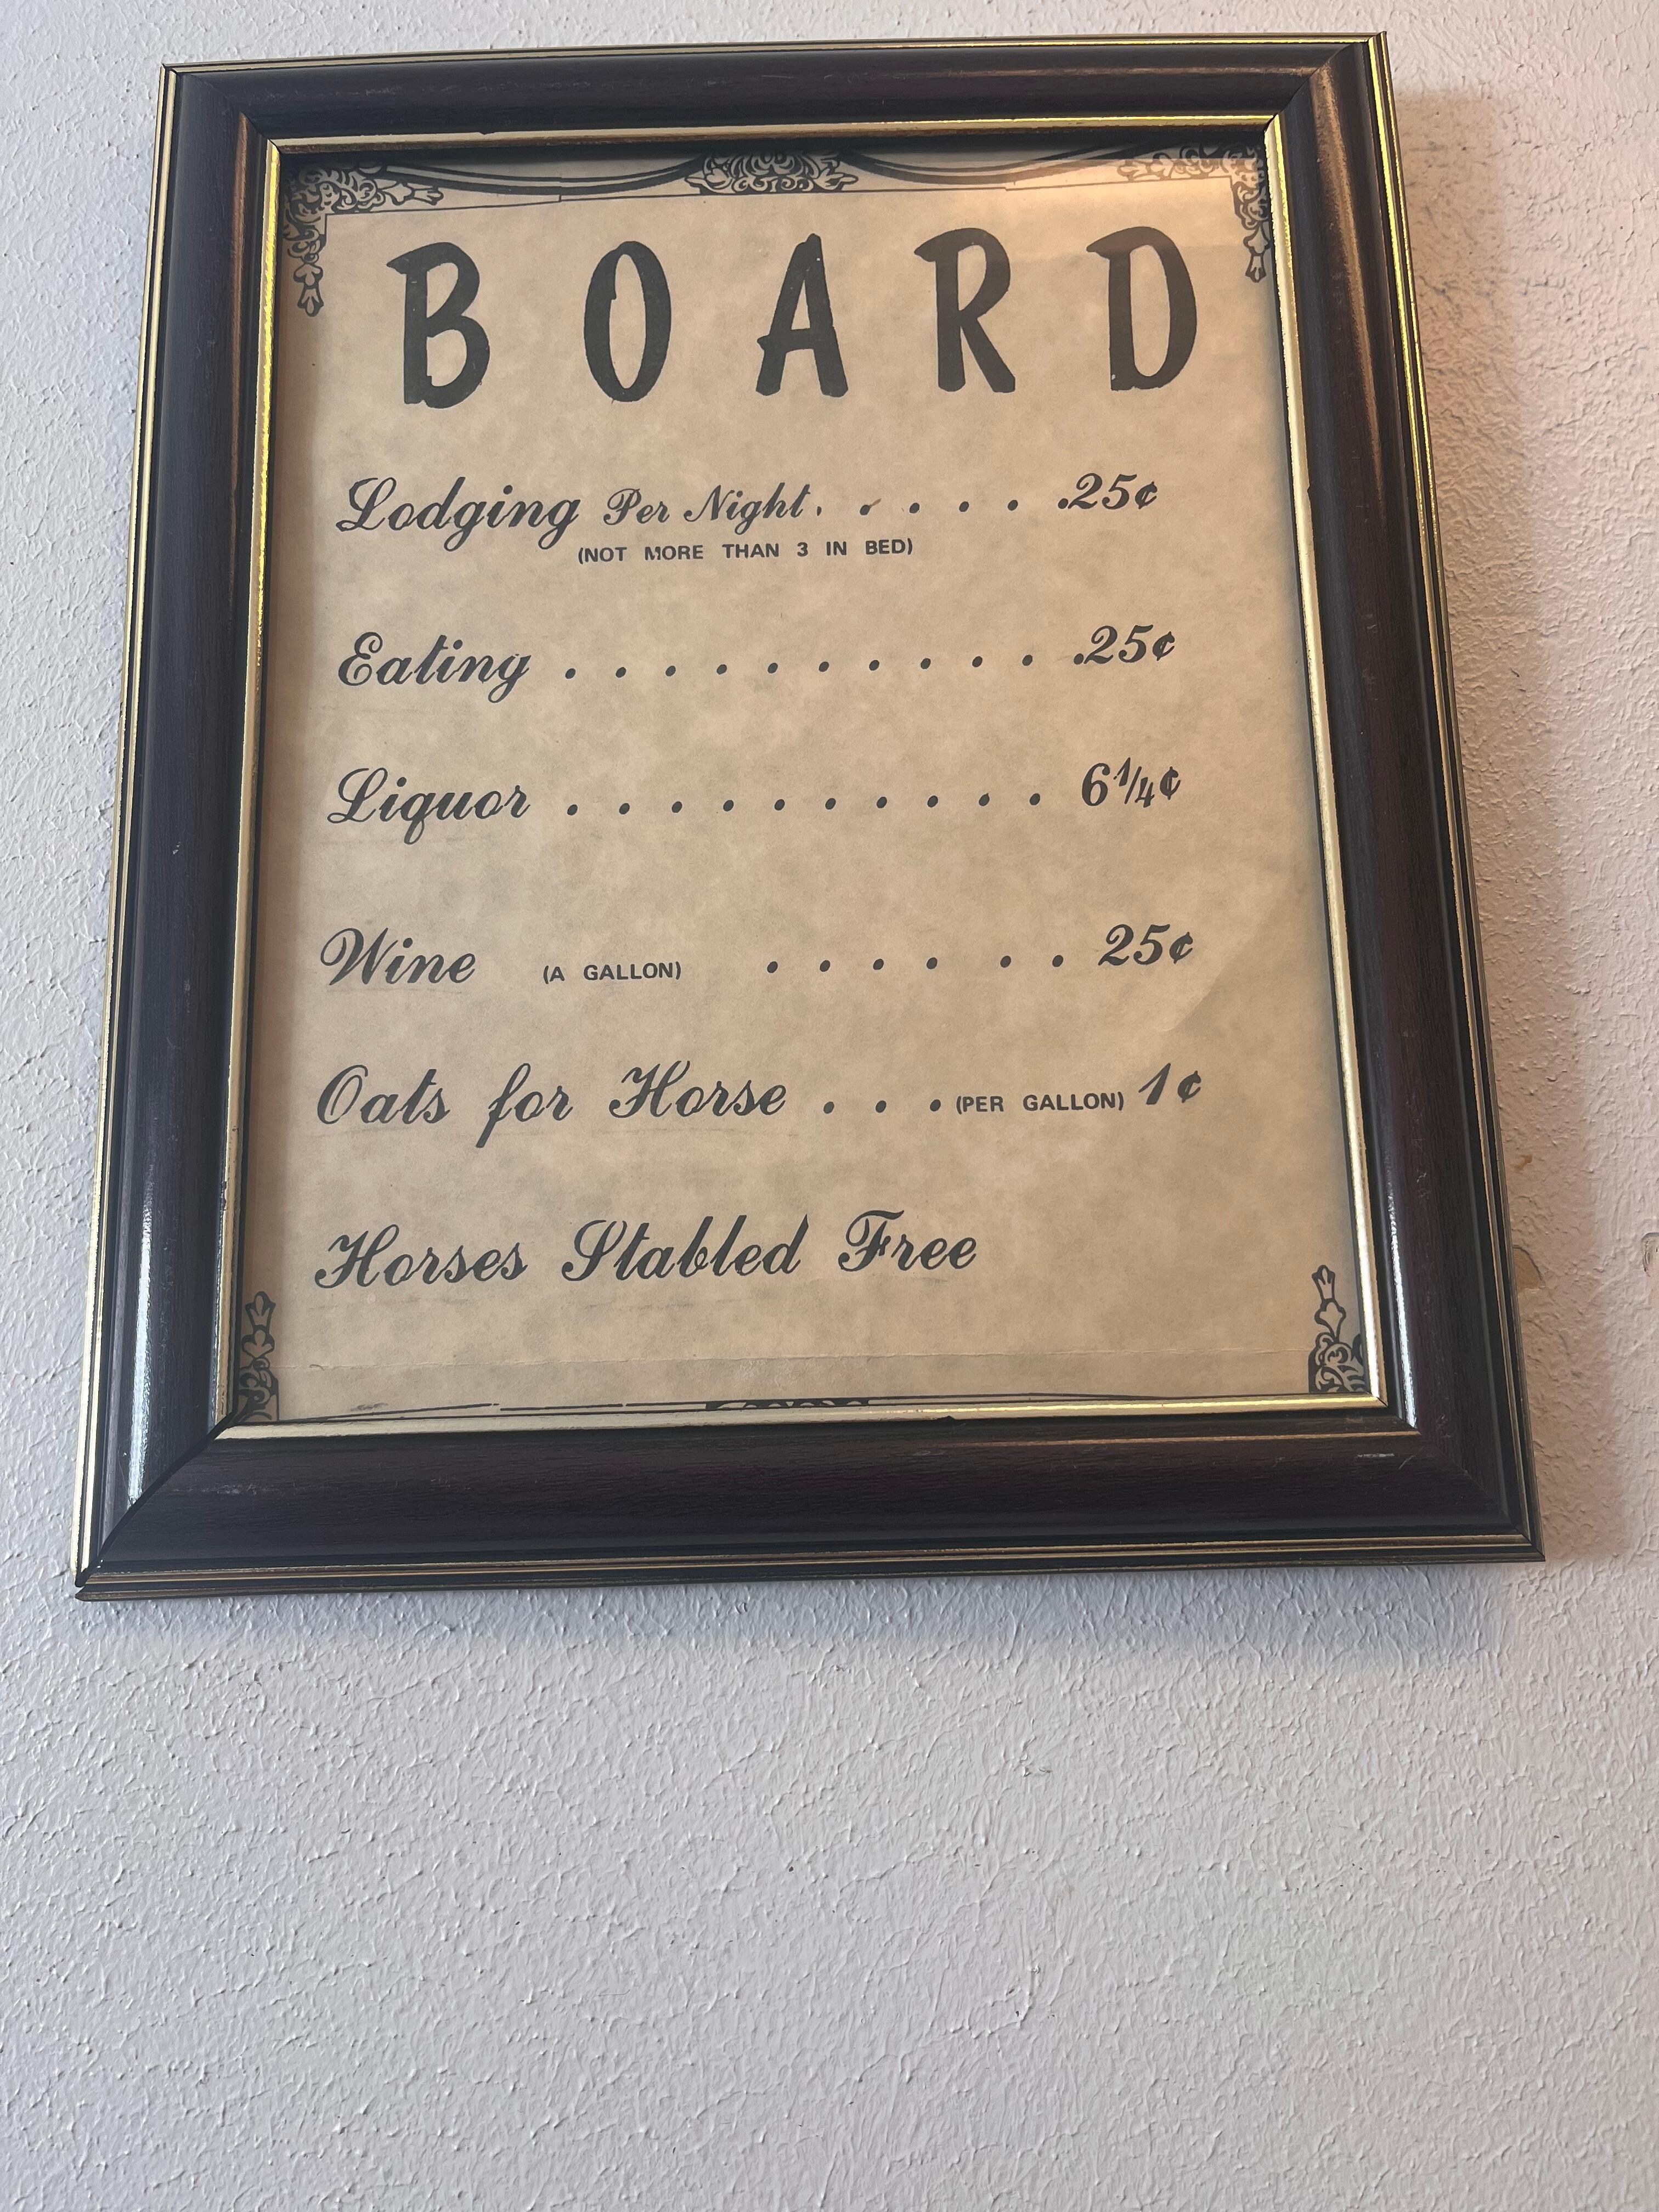 BOARD
Lodging Per Night. . . . . .25¢
(NOT MORE THAN 3 IN BED)
Eating . . . . . . . . . . .25¢
Liquor . . . . . . . . . . 6¼¢
Wine (A GALLON) . . . . . . 25¢
Oats for Horse . . . (PER GALLON) 1¢
Horses Stabled Free